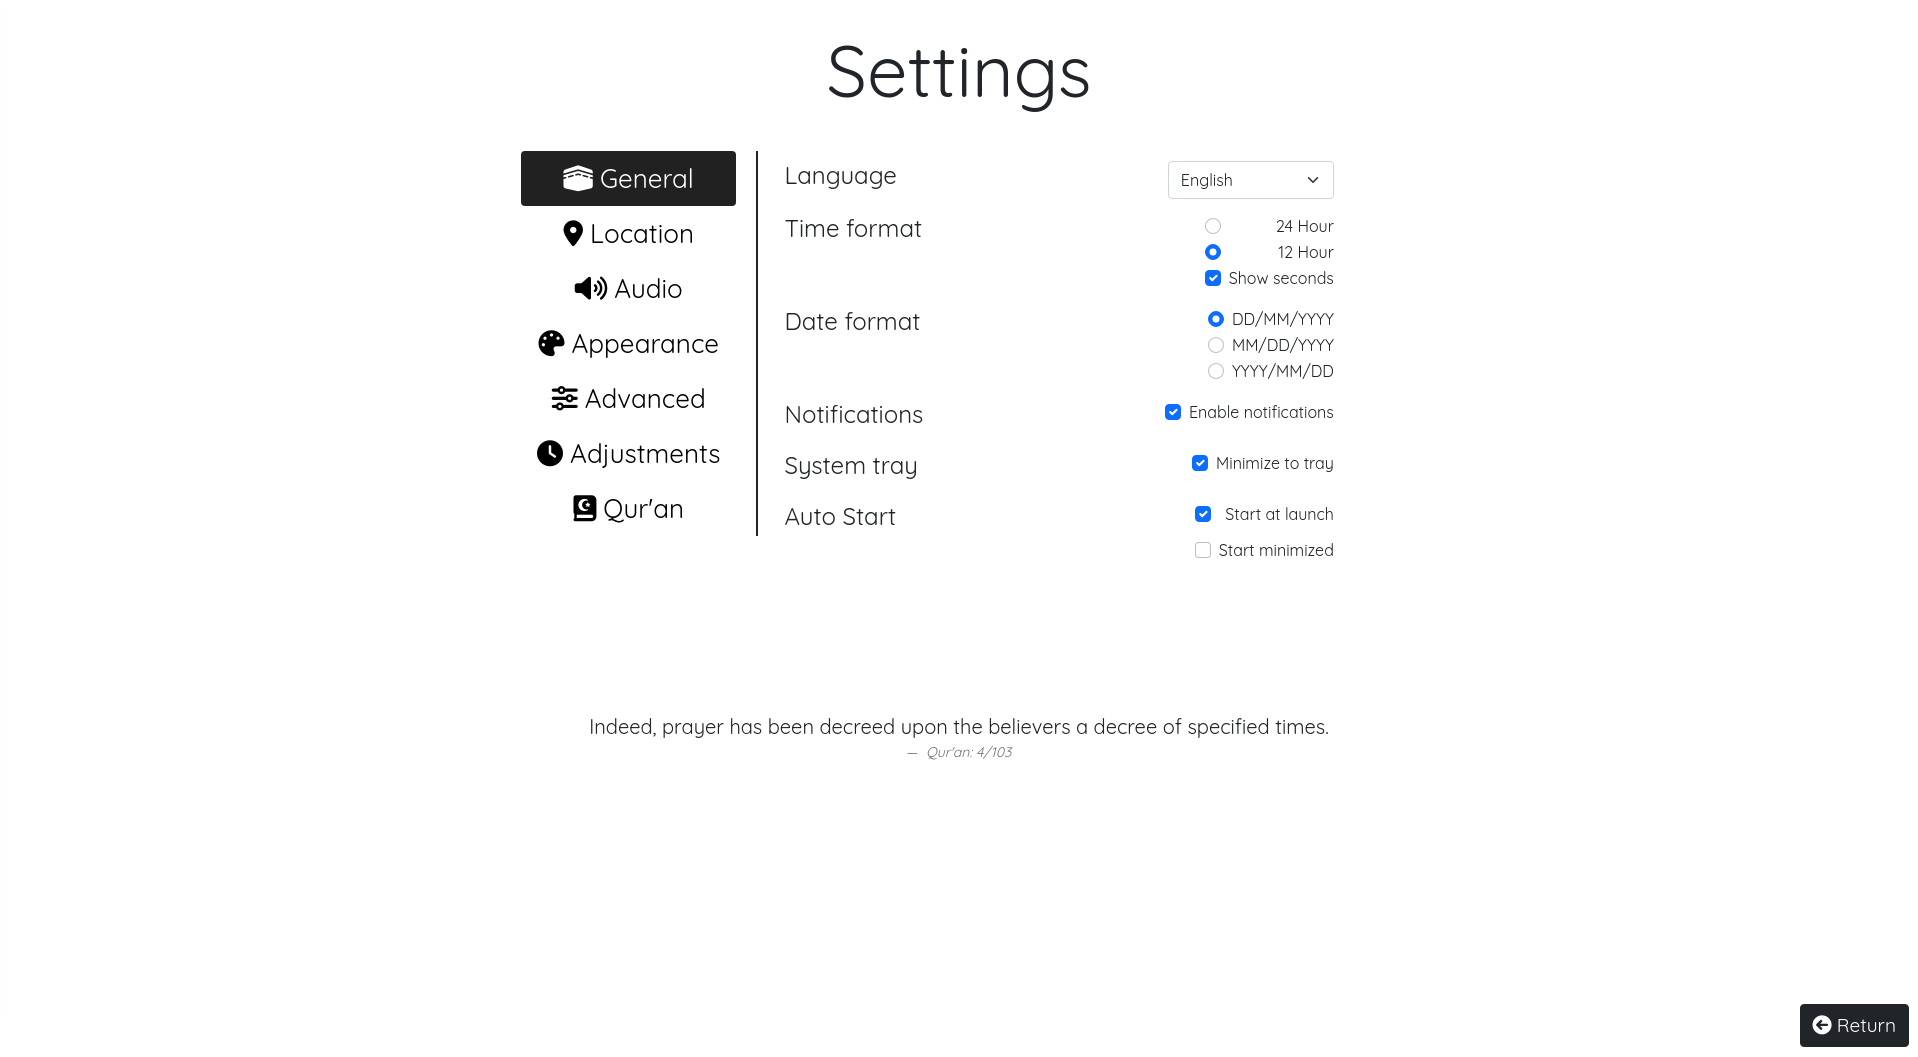 Settings
General
Location
Audio
Appearance
Advanced
Adjustments
Qur'an
Language
English
Time format
24 Hour
12 Hour
Show seconds
Date format
DD/MM/YYYY
MM/DD/YYYY
YYYY/MM/DD
Notifications
Enable notifications
System tray
Minimize to tray
Auto Start
Start at launch
Start minimized
Indeed, prayer has been decreed upon the believers a decree of specified times.
— Qur'an: 4/103
Return